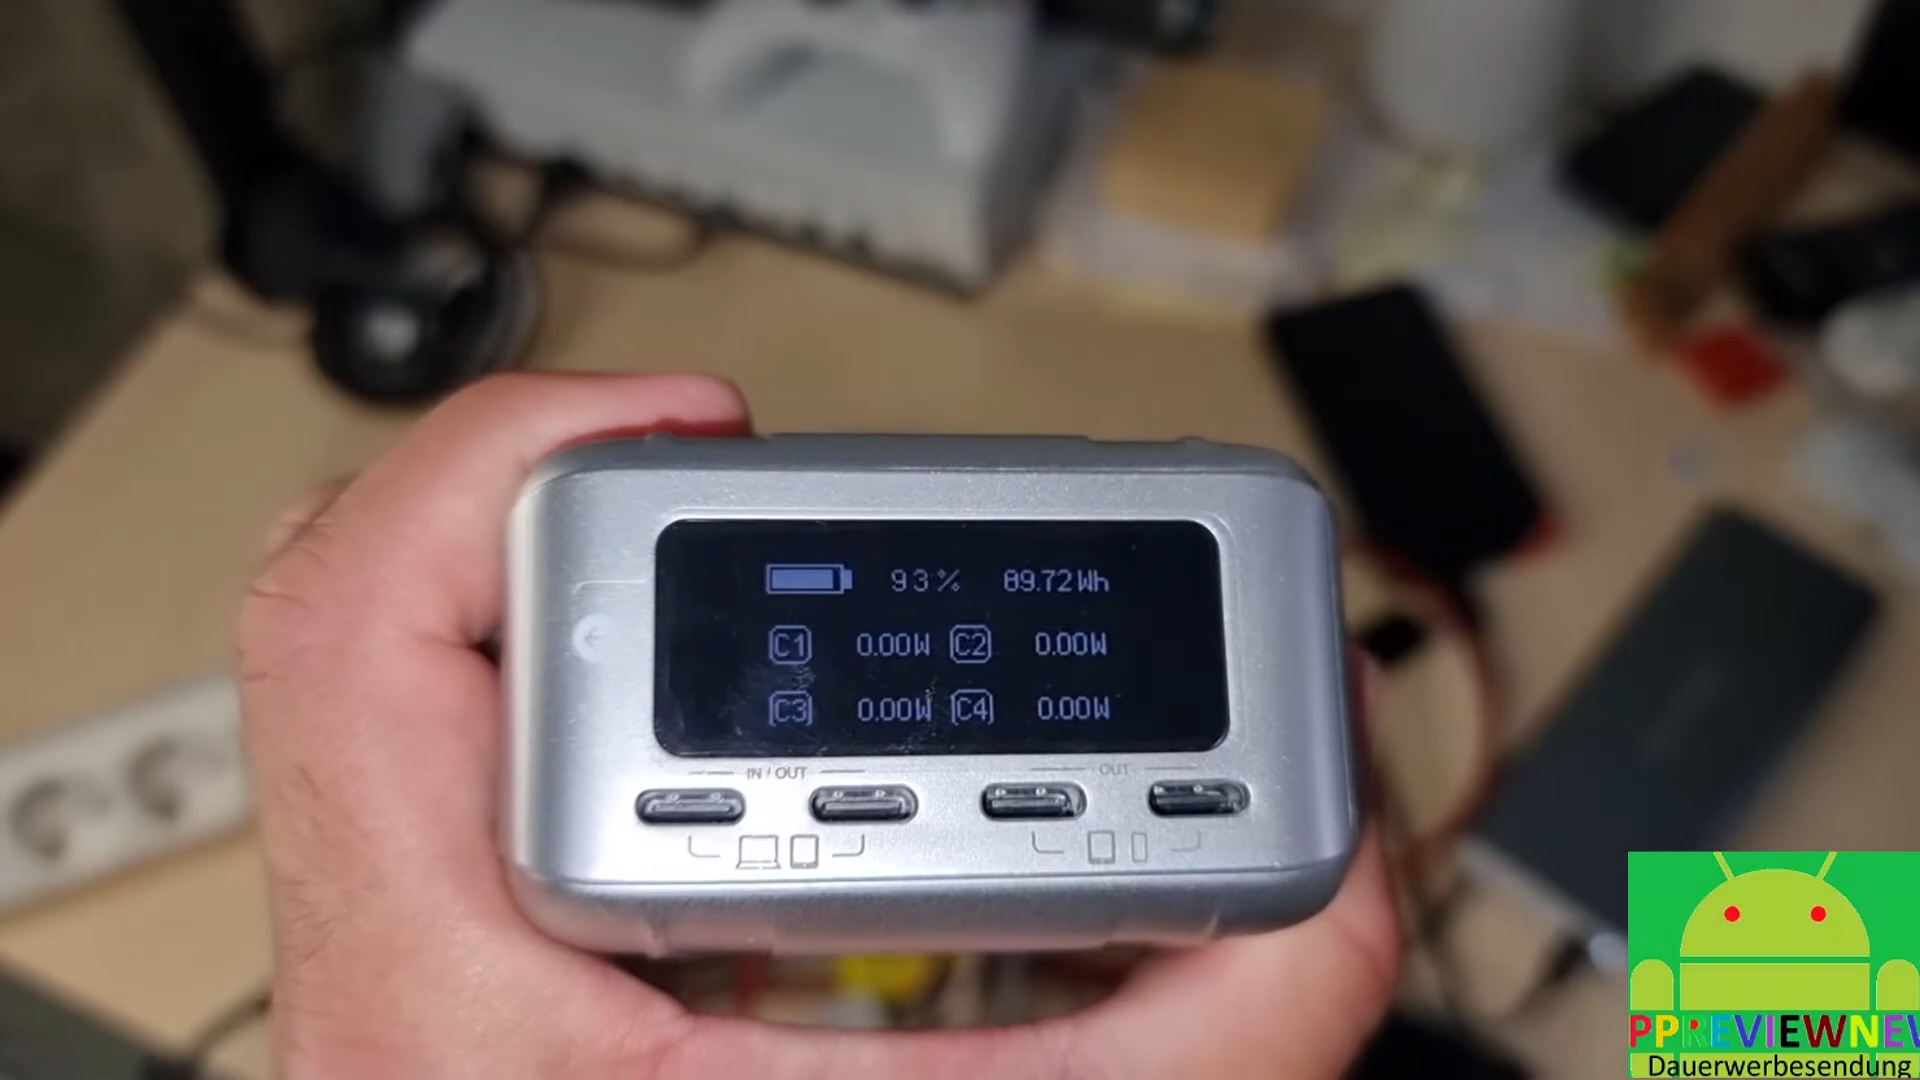 93% 89.72Wh
C1 0.00W C2 0.00W
C3 0.00W C4 0.00W
IN / OUT OUT
PPREVIEWNEW
Dauerwerbesendung